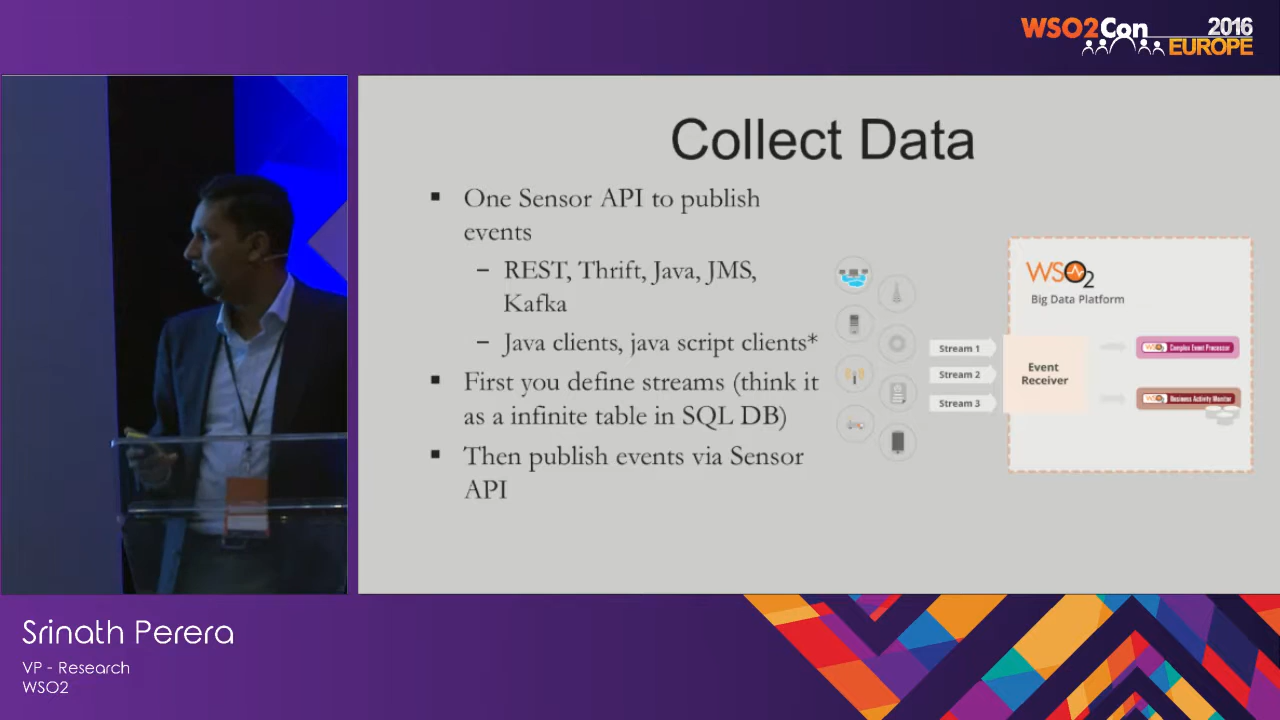 WSO2Con 2016
EUROPE
Collect Data
▪ One Sensor API to publish
events
– REST, Thrift, Java, JMS,
Kafka
– Java clients, java script clients*
▪ First you define streams (think it
as a infinite table in SQL DB)
▪ Then publish events via Sensor
API
WSO2
Big Data Platform
Stream 1
Stream 2
Stream 3
Event
Receiver
WSO2 Complex Event Processor
WSO2 Business Activity Monitor
Srinath Perera
VP - Research
WSO2